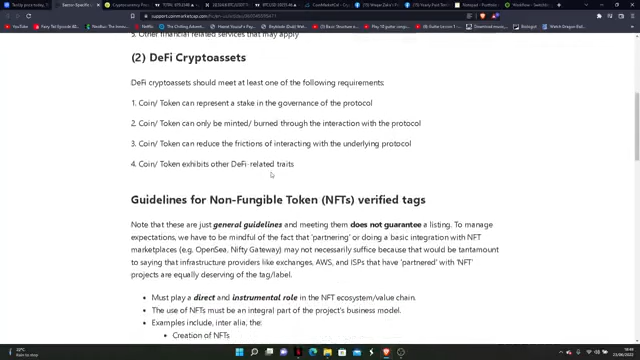 support.coinmarketcap.com
5. Other financial related services that may apply
(2) DeFi Cryptoassets
DeFi cryptoassets should meet at least one of the following requirements:
1. Coin/ Token can represent a stake in the governance of the protocol
2. Coin/ Token can only be minted/ burned through the interaction with the protocol
3. Coin/ Token can reduce the frictions of interacting with the underlying protocol
4. Coin/ Token exhibits other DeFi-related traits
Guidelines for Non-Fungible Token (NFTs) verified tags
Note that these are just general guidelines and meeting them does not guarantee a listing. To manage
expectations, we have to be mindful of the fact that "partnering" or doing a basic integration with NFT
marketplaces (e.g. OpenSea, Nifty Gateway) may not necessarily suffice because that would be tantamount
to saying that infrastructure providers like exchanges, AWS, and ISPs that have "partnered" with "NFT"
projects are equally deserving of the tag/label.
• Must play a direct and instrumental role in the NFT ecosystem/value chain.
• The use of NFTs must be an integral part of the project's business model.
• Examples include, inter alia, the:
• Creation of NFTs
22°C
Rain to stop